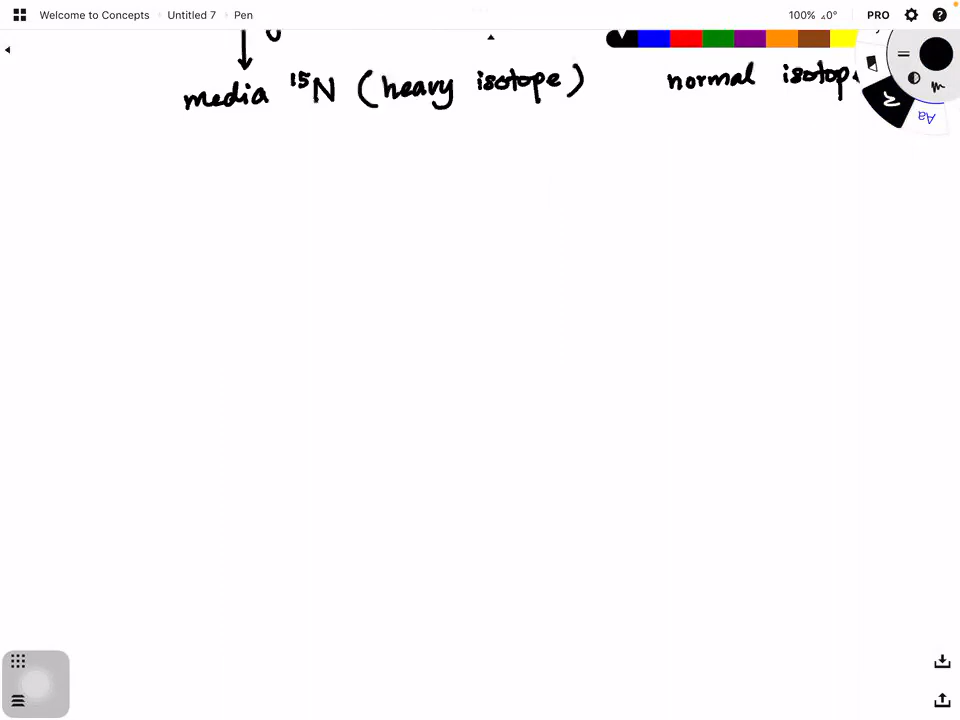 Welcome to Concepts Untitled 7 Pen 100% 0° PRO
media ¹⁵N (heavy isotope) normal isotop
Aa